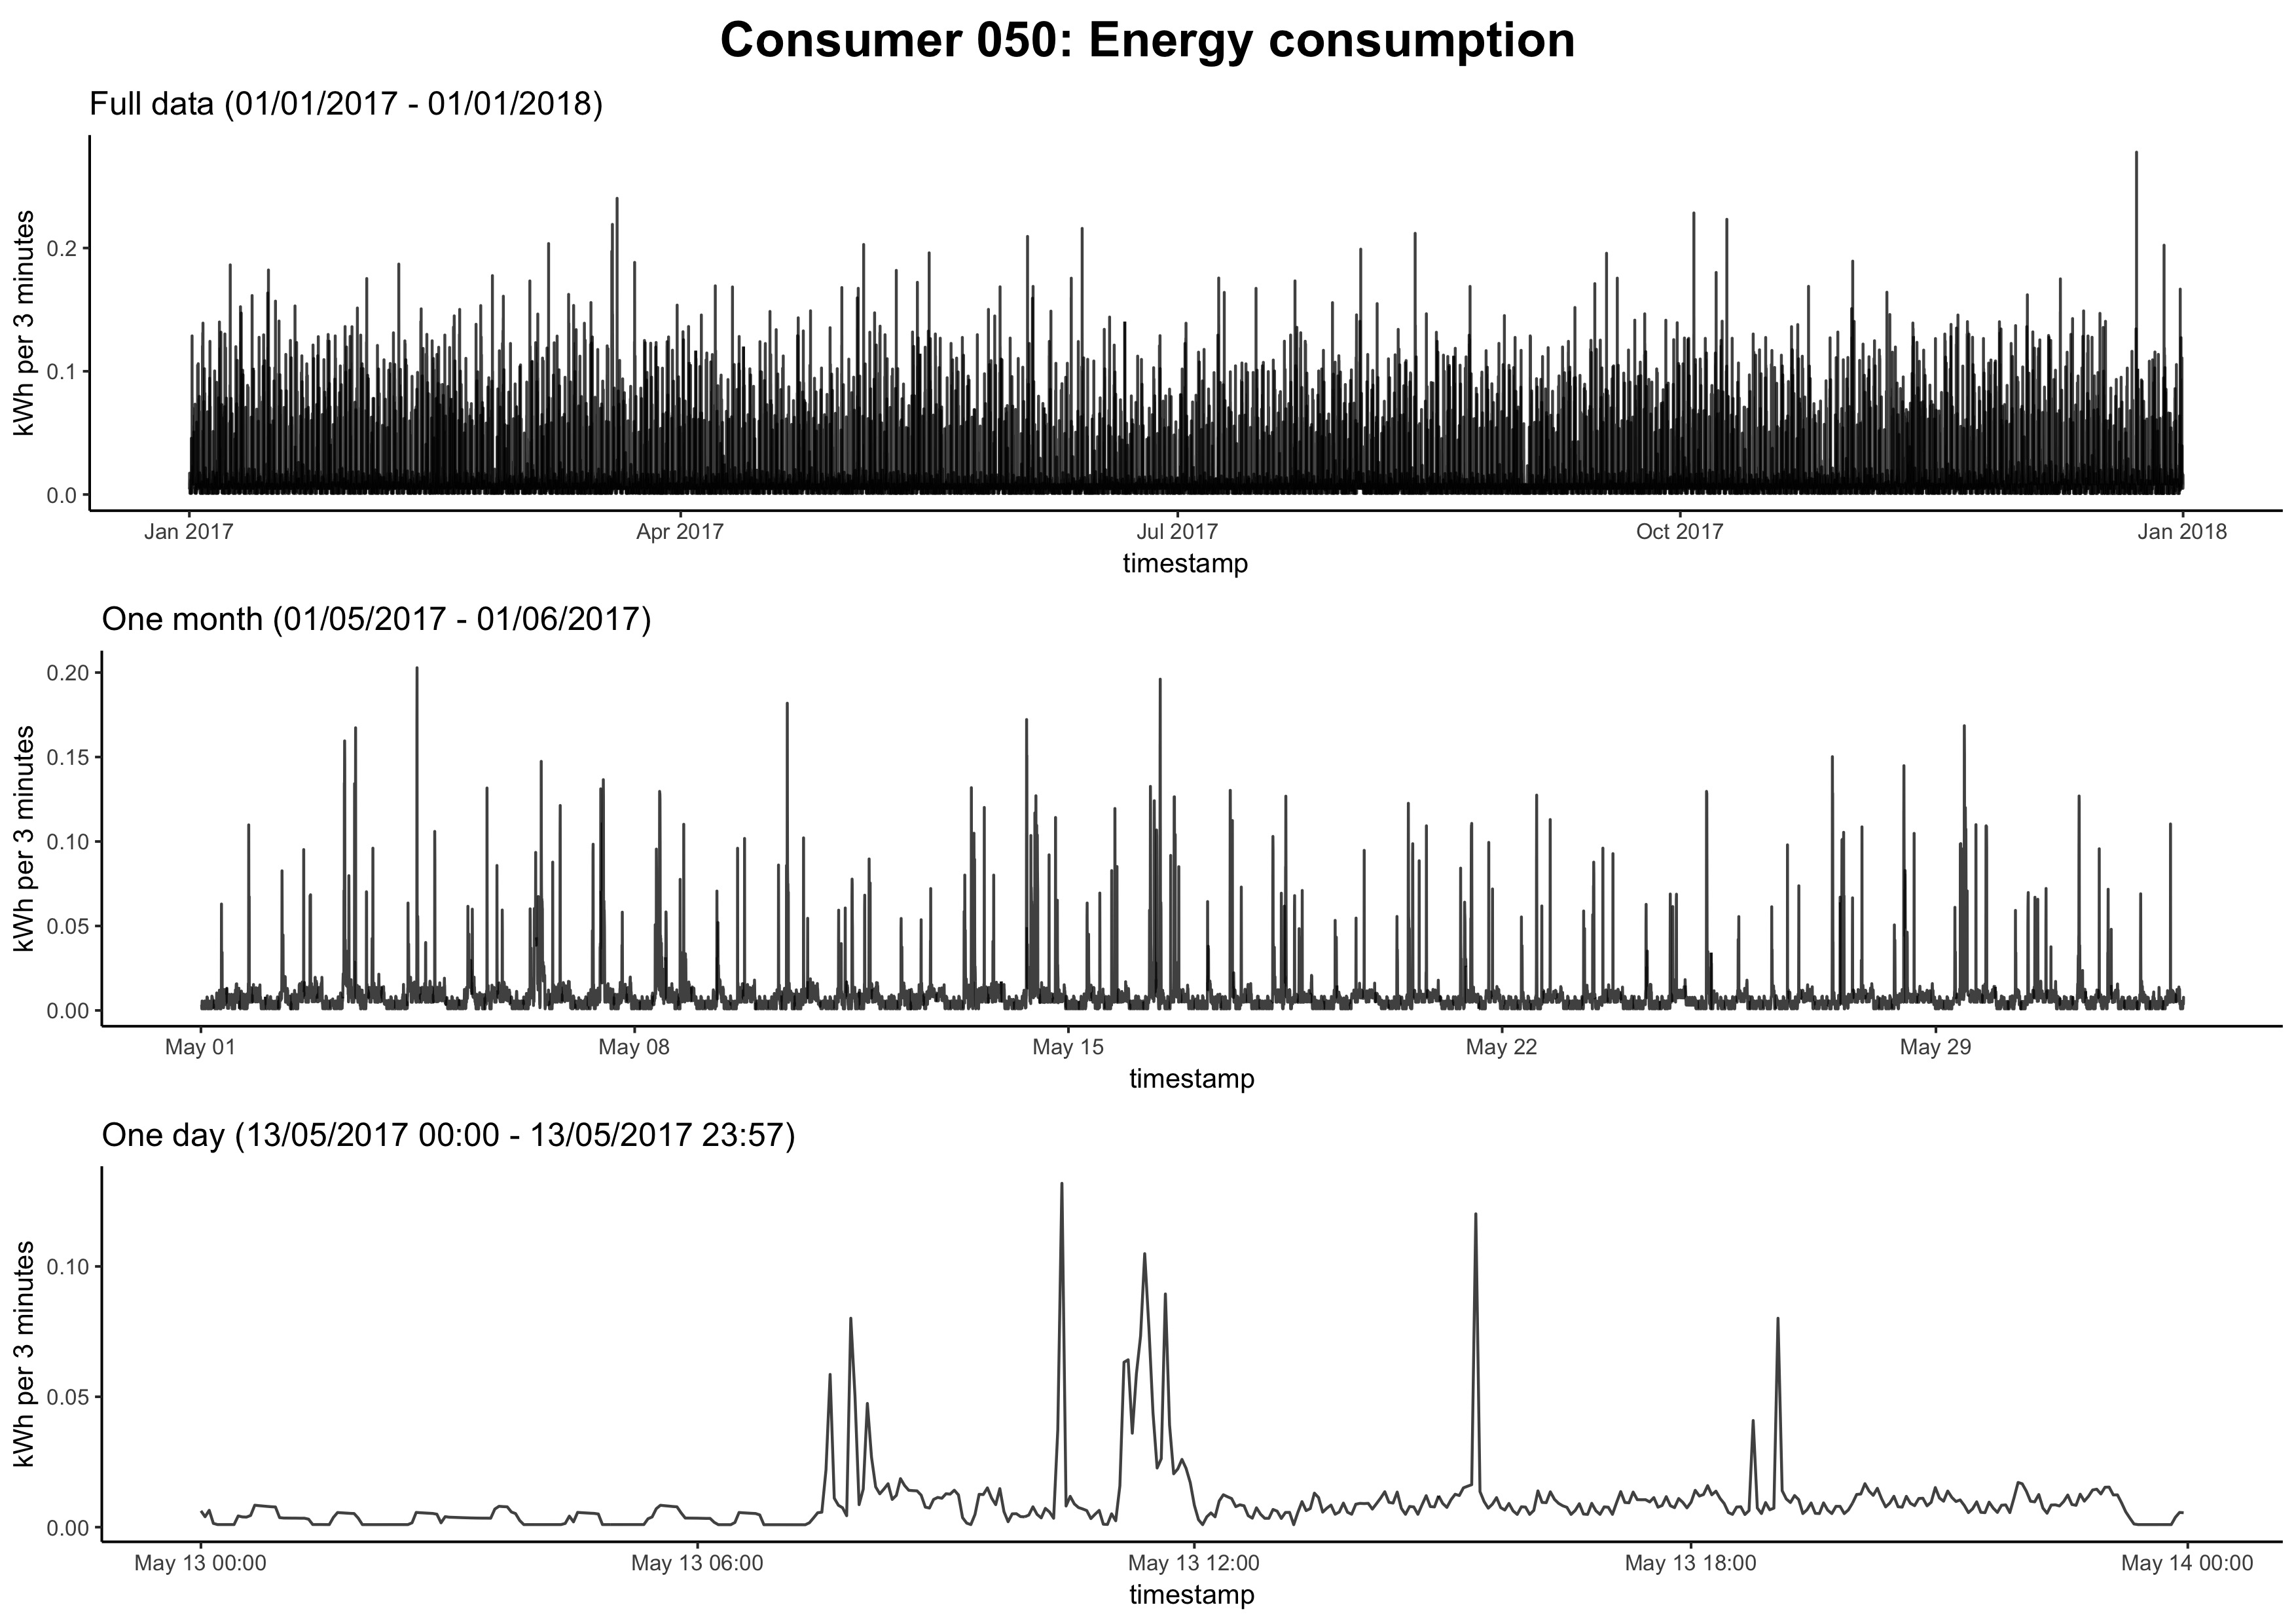 Consumer 050: Energy consumption
Full data (01/01/2017 - 01/01/2018)
kWh per 3 minutes
0.2
0.1
0.0
Jan 2017 Apr 2017 Jul 2017 Oct 2017 Jan 2018
timestamp
One month (01/05/2017 - 01/06/2017)
kWh per 3 minutes
0.20
0.15
0.10
0.05
0.00
May 01 May 08 May 15 May 22 May 29
timestamp
One day (13/05/2017 00:00 - 13/05/2017 23:57)
kWh per 3 minutes
0.10
0.05
0.00
May 13 00:00 May 13 06:00 May 13 12:00 May 13 18:00 May 14 00:00
timestamp